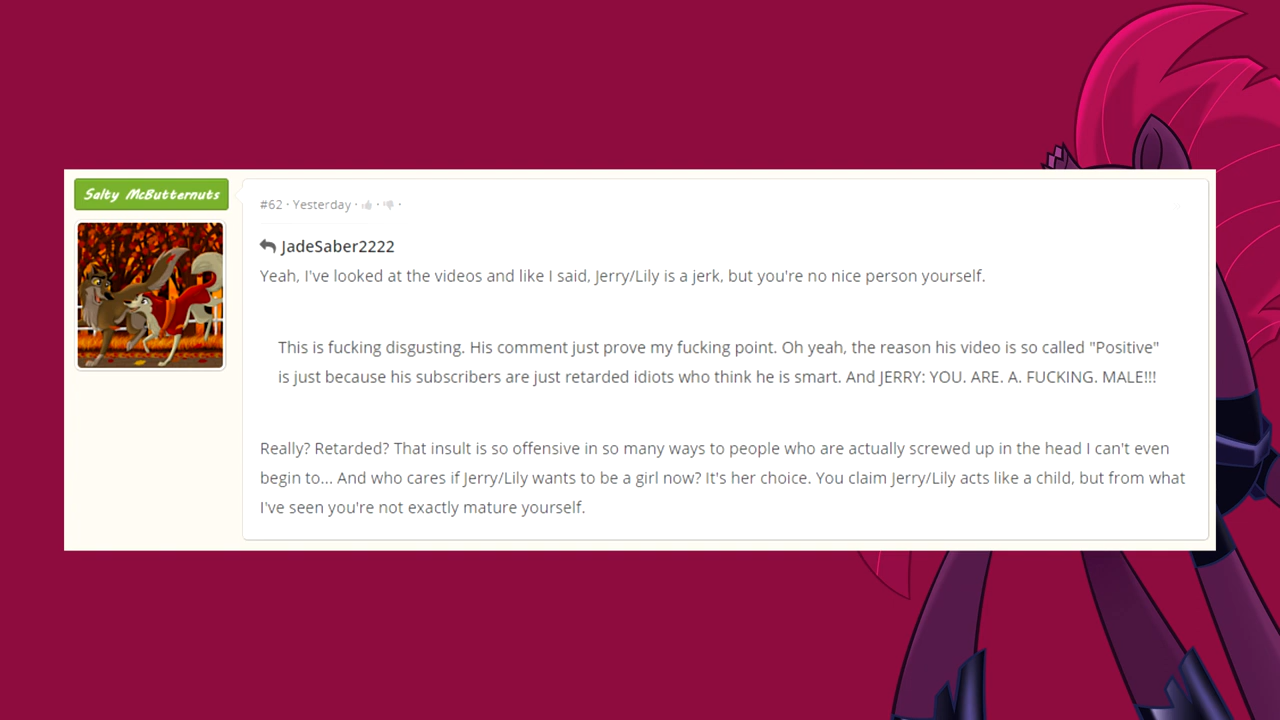 Salty McButternuts
#62 · Yesterday · · ·
JadeSaber2222
Yeah, I've looked at the videos and like I said, Jerry/Lily is a jerk, but you're no nice person yourself.
This is fucking disgusting. His comment just prove my fucking point. Oh yeah, the reason his video is so called "Positive"
is just because his subscribers are just retarded idiots who think he is smart. And JERRY: YOU. ARE. A. FUCKING. MALE!!!
Really? Retarded? That insult is so offensive in so many ways to people who are actually screwed up in the head I can't even
begin to... And who cares if Jerry/Lily wants to be a girl now? It's her choice. You claim Jerry/Lily acts like a child, but from what
I've seen you're not exactly mature yourself.